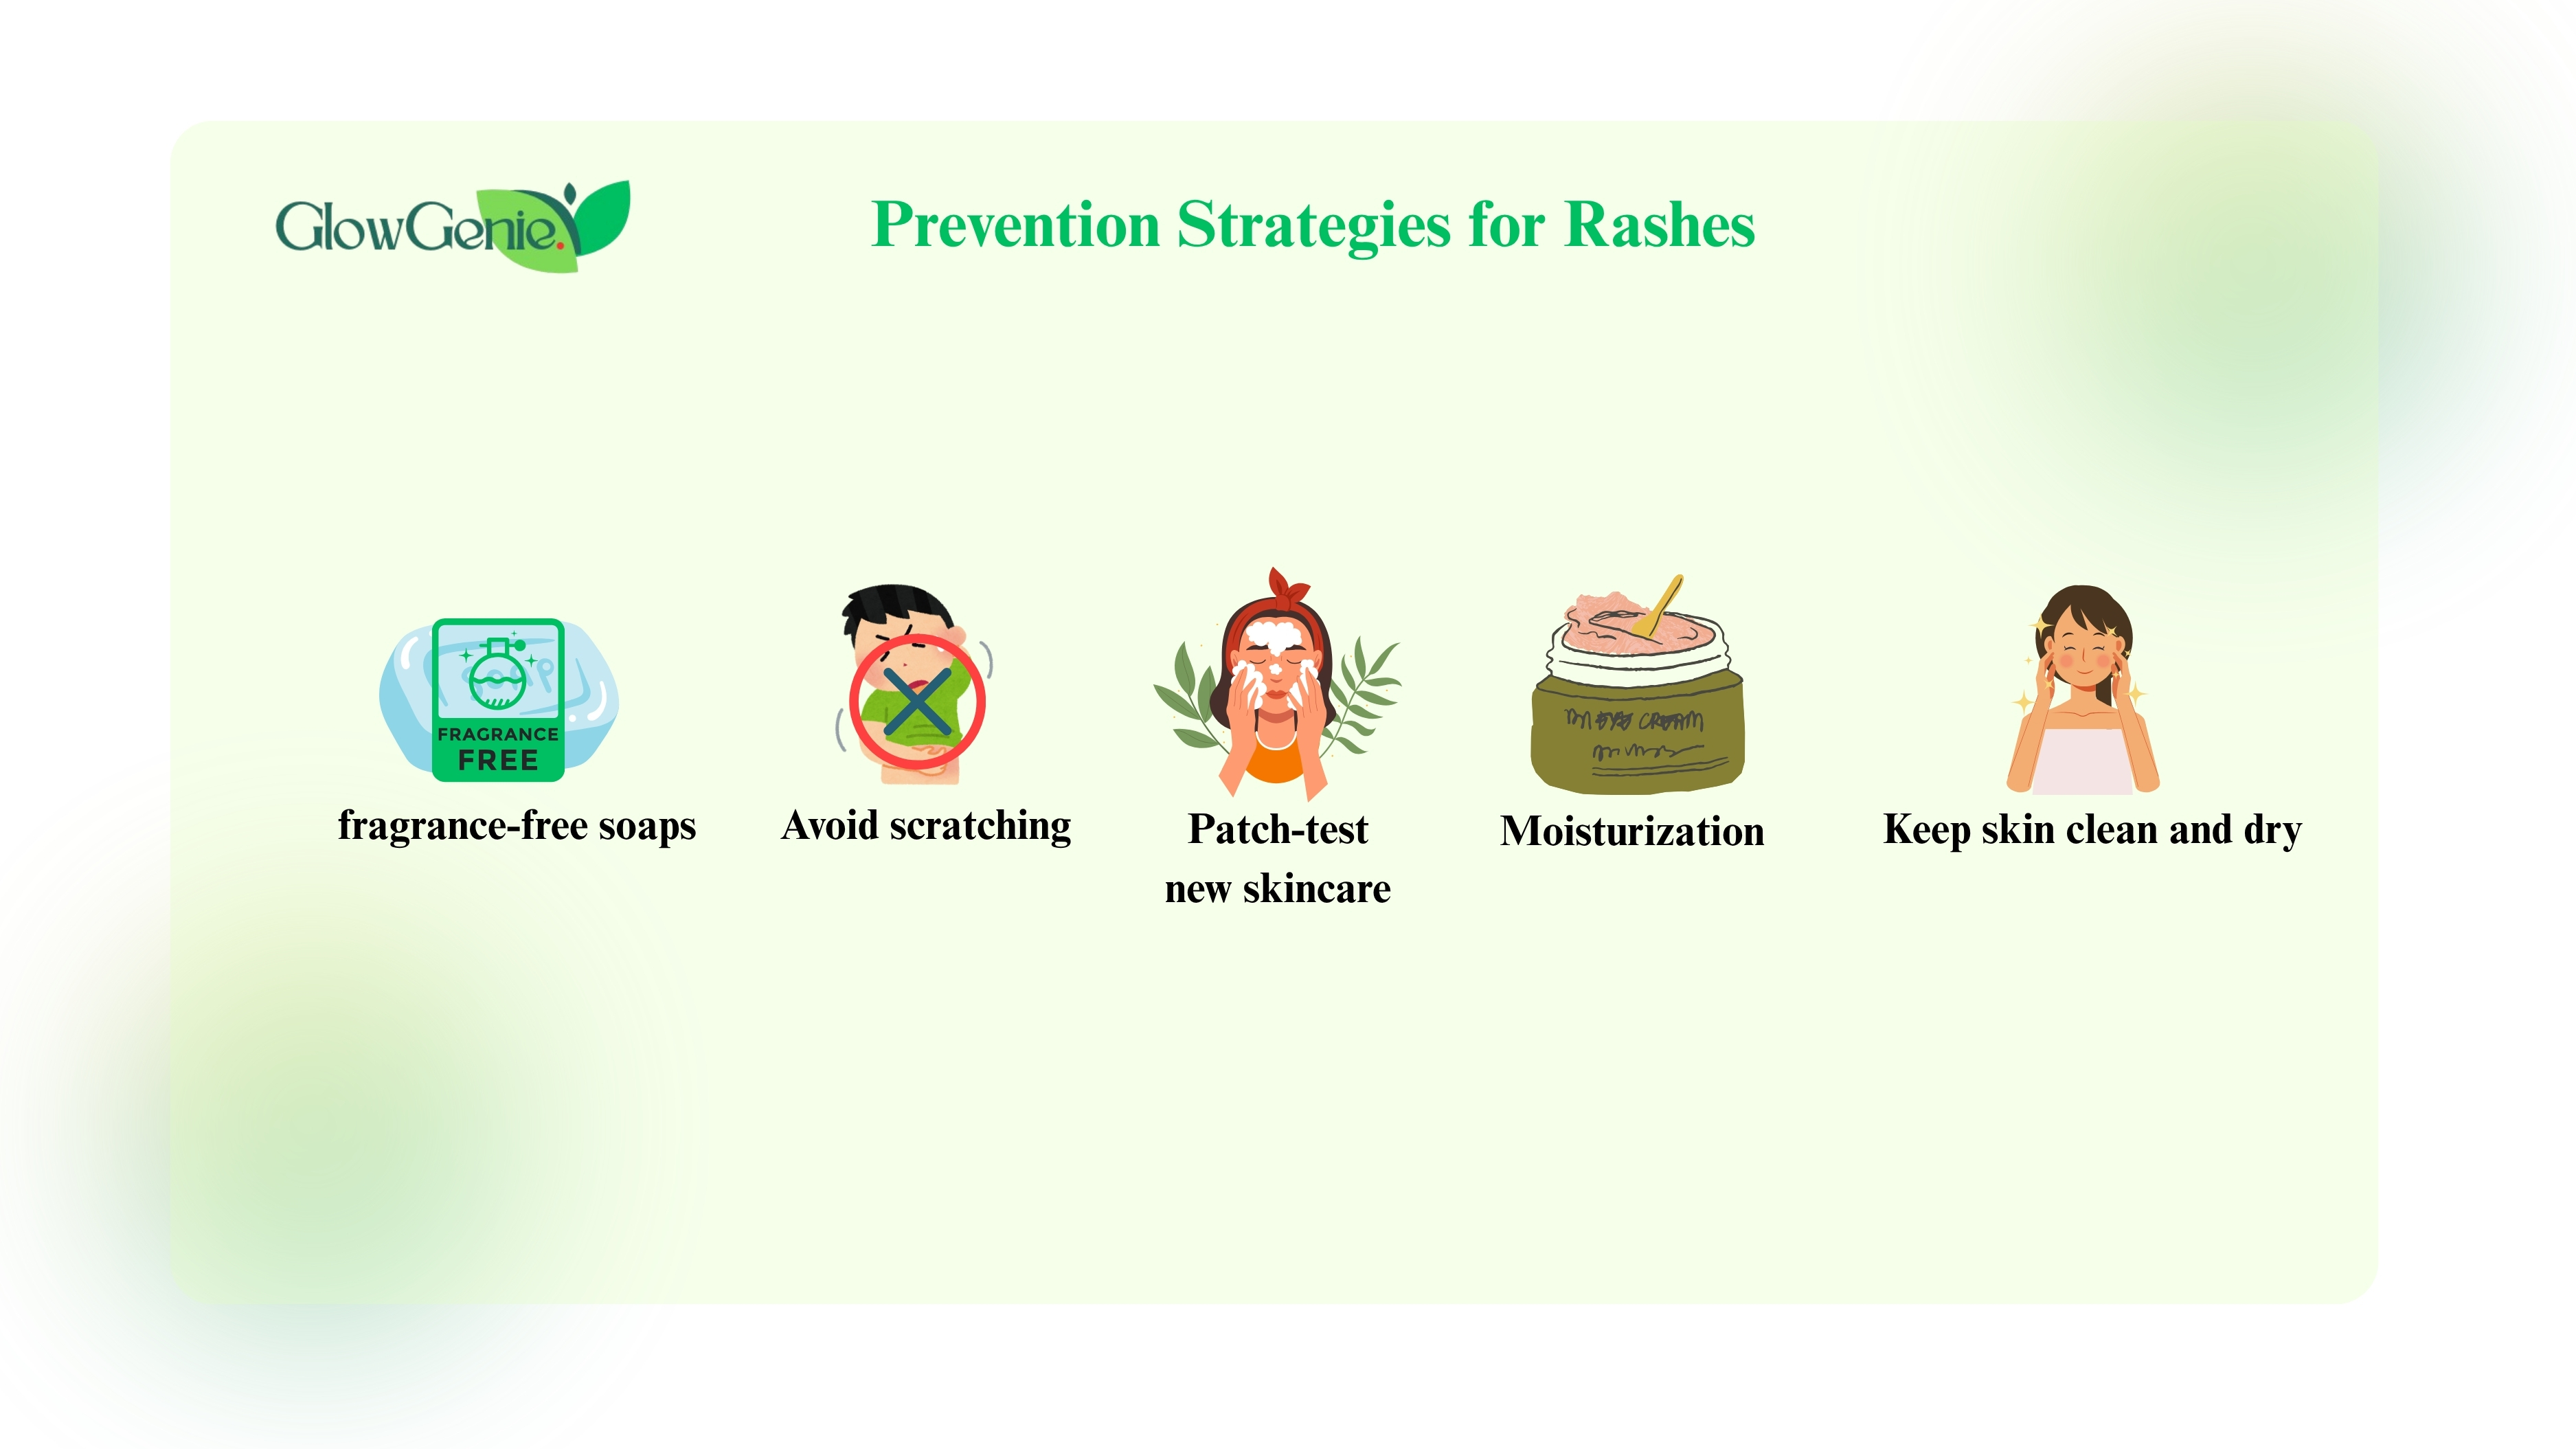 GlowGenie.
Prevention Strategies for Rashes
SOAP
FRAGRANCE
FREE
CREAM
fragrance-free soaps
Avoid scratching
Patch-test
new skincare
Moisturization
Keep skin clean and dry